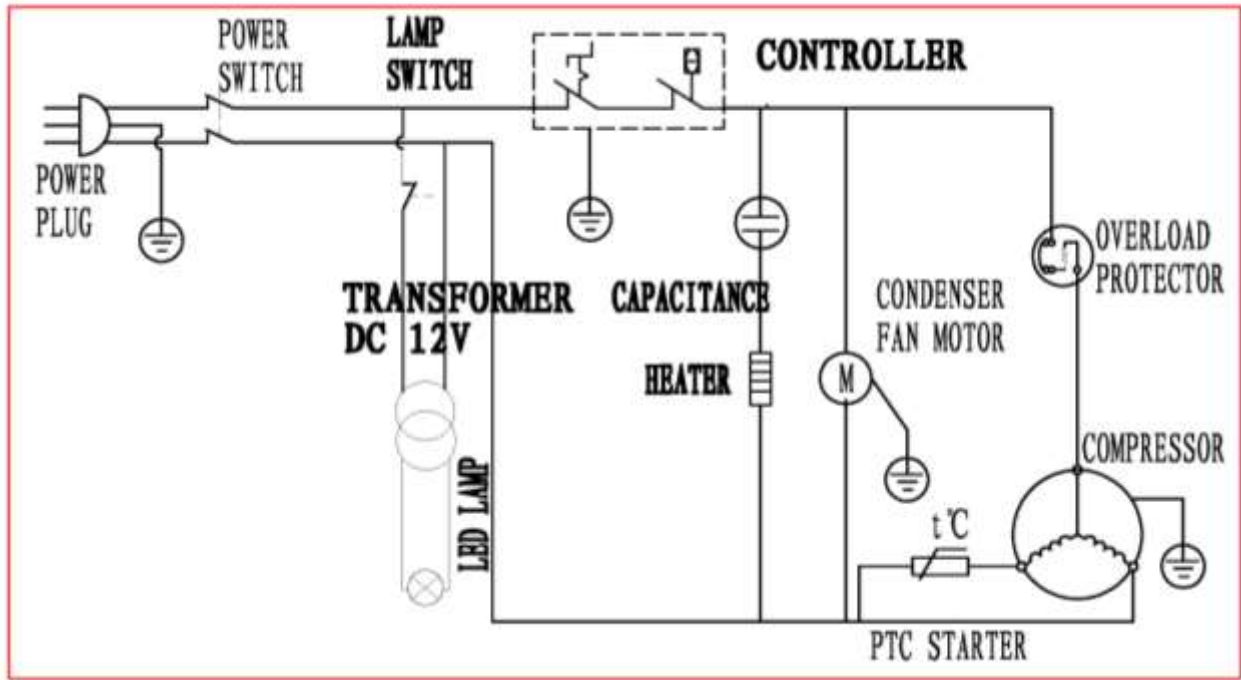 POWER
SWITCH
LAMP
SWITCH
CONTROLLER
POWER
PLUG
OVERLOAD
PROTECTOR
TRANSFORMER
DC 12V
CAPACITANCE
CONDENSER
FAN MOTOR
HEATER
M
COMPRESSOR
LED LAMP
t℃
PTC STARTER